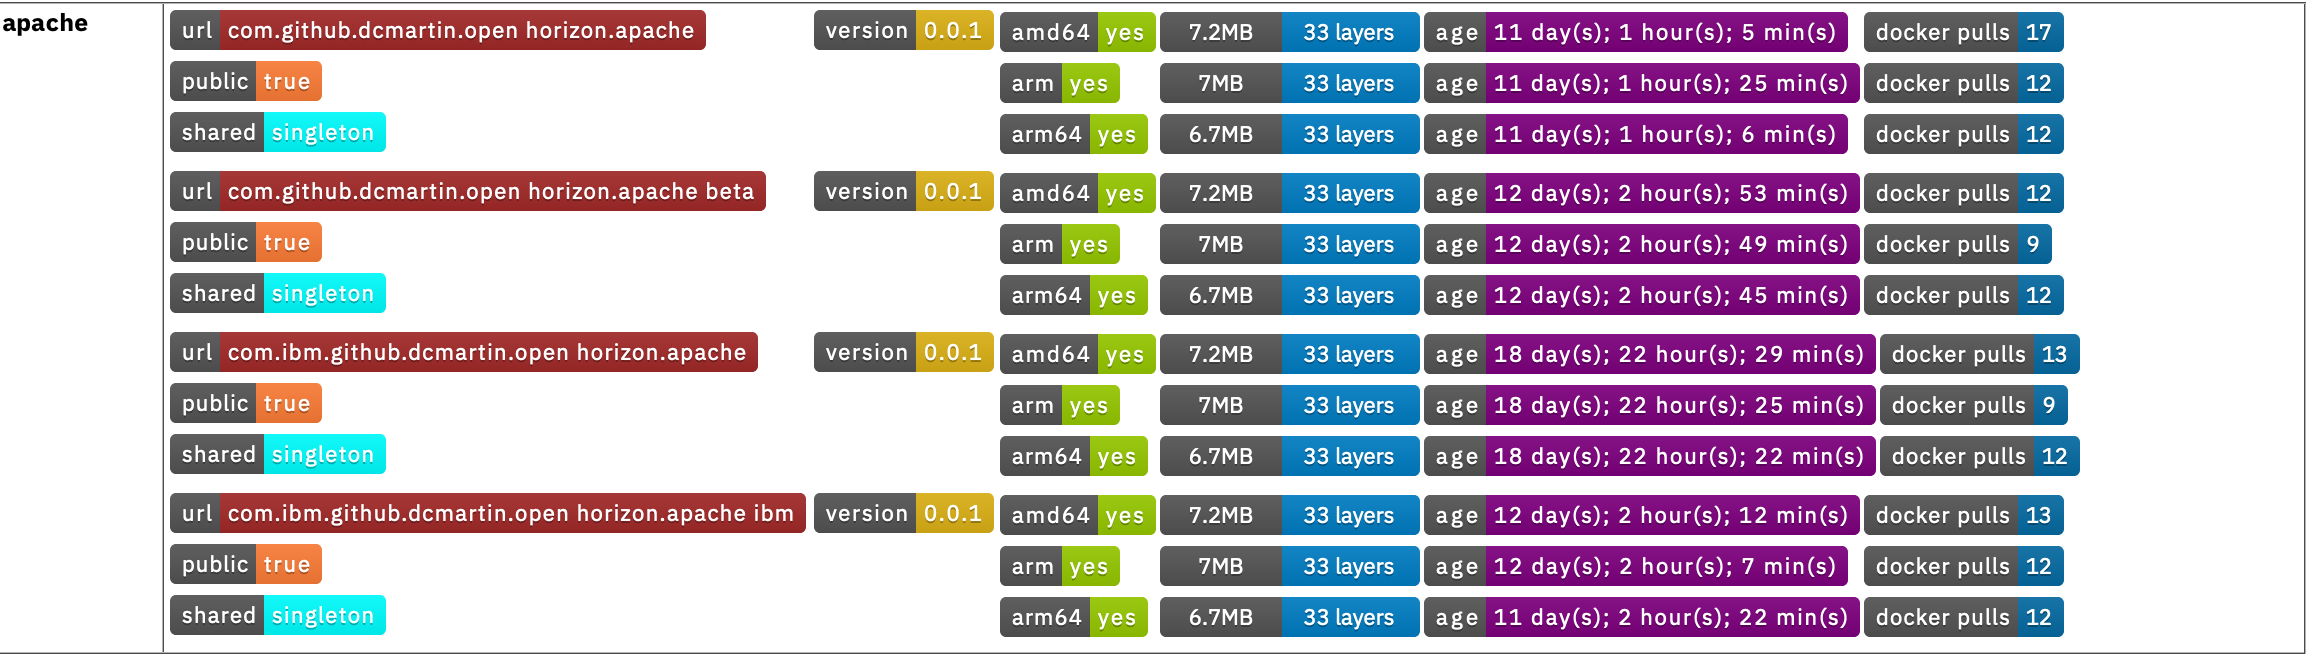 apache url com.github.dcmartin.open horizon.apache version 0.0.1 amd64 yes 7.2MB 33 layers age 11 day(s); 1 hour(s); 5 min(s) docker pulls 17
public true arm yes 7MB 33 layers age 11 day(s); 1 hour(s); 25 min(s) docker pulls 12
shared singleton arm64 yes 6.7MB 33 layers age 11 day(s); 1 hour(s); 6 min(s) docker pulls 12
url com.github.dcmartin.open horizon.apache beta version 0.0.1 amd64 yes 7.2MB 33 layers age 12 day(s); 2 hour(s); 53 min(s) docker pulls 12
public true arm yes 7MB 33 layers age 12 day(s); 2 hour(s); 49 min(s) docker pulls 9
shared singleton arm64 yes 6.7MB 33 layers age 12 day(s); 2 hour(s); 45 min(s) docker pulls 12
url com.ibm.github.dcmartin.open horizon.apache version 0.0.1 amd64 yes 7.2MB 33 layers age 18 day(s); 22 hour(s); 29 min(s) docker pulls 13
public true arm yes 7MB 33 layers age 18 day(s); 22 hour(s); 25 min(s) docker pulls 9
shared singleton arm64 yes 6.7MB 33 layers age 18 day(s); 22 hour(s); 22 min(s) docker pulls 12
url com.ibm.github.dcmartin.open horizon.apache ibm version 0.0.1 amd64 yes 7.2MB 33 layers age 12 day(s); 2 hour(s); 12 min(s) docker pulls 13
public true arm yes 7MB 33 layers age 12 day(s); 2 hour(s); 7 min(s) docker pulls 12
shared singleton arm64 yes 6.7MB 33 layers age 11 day(s); 2 hour(s); 22 min(s) docker pulls 12